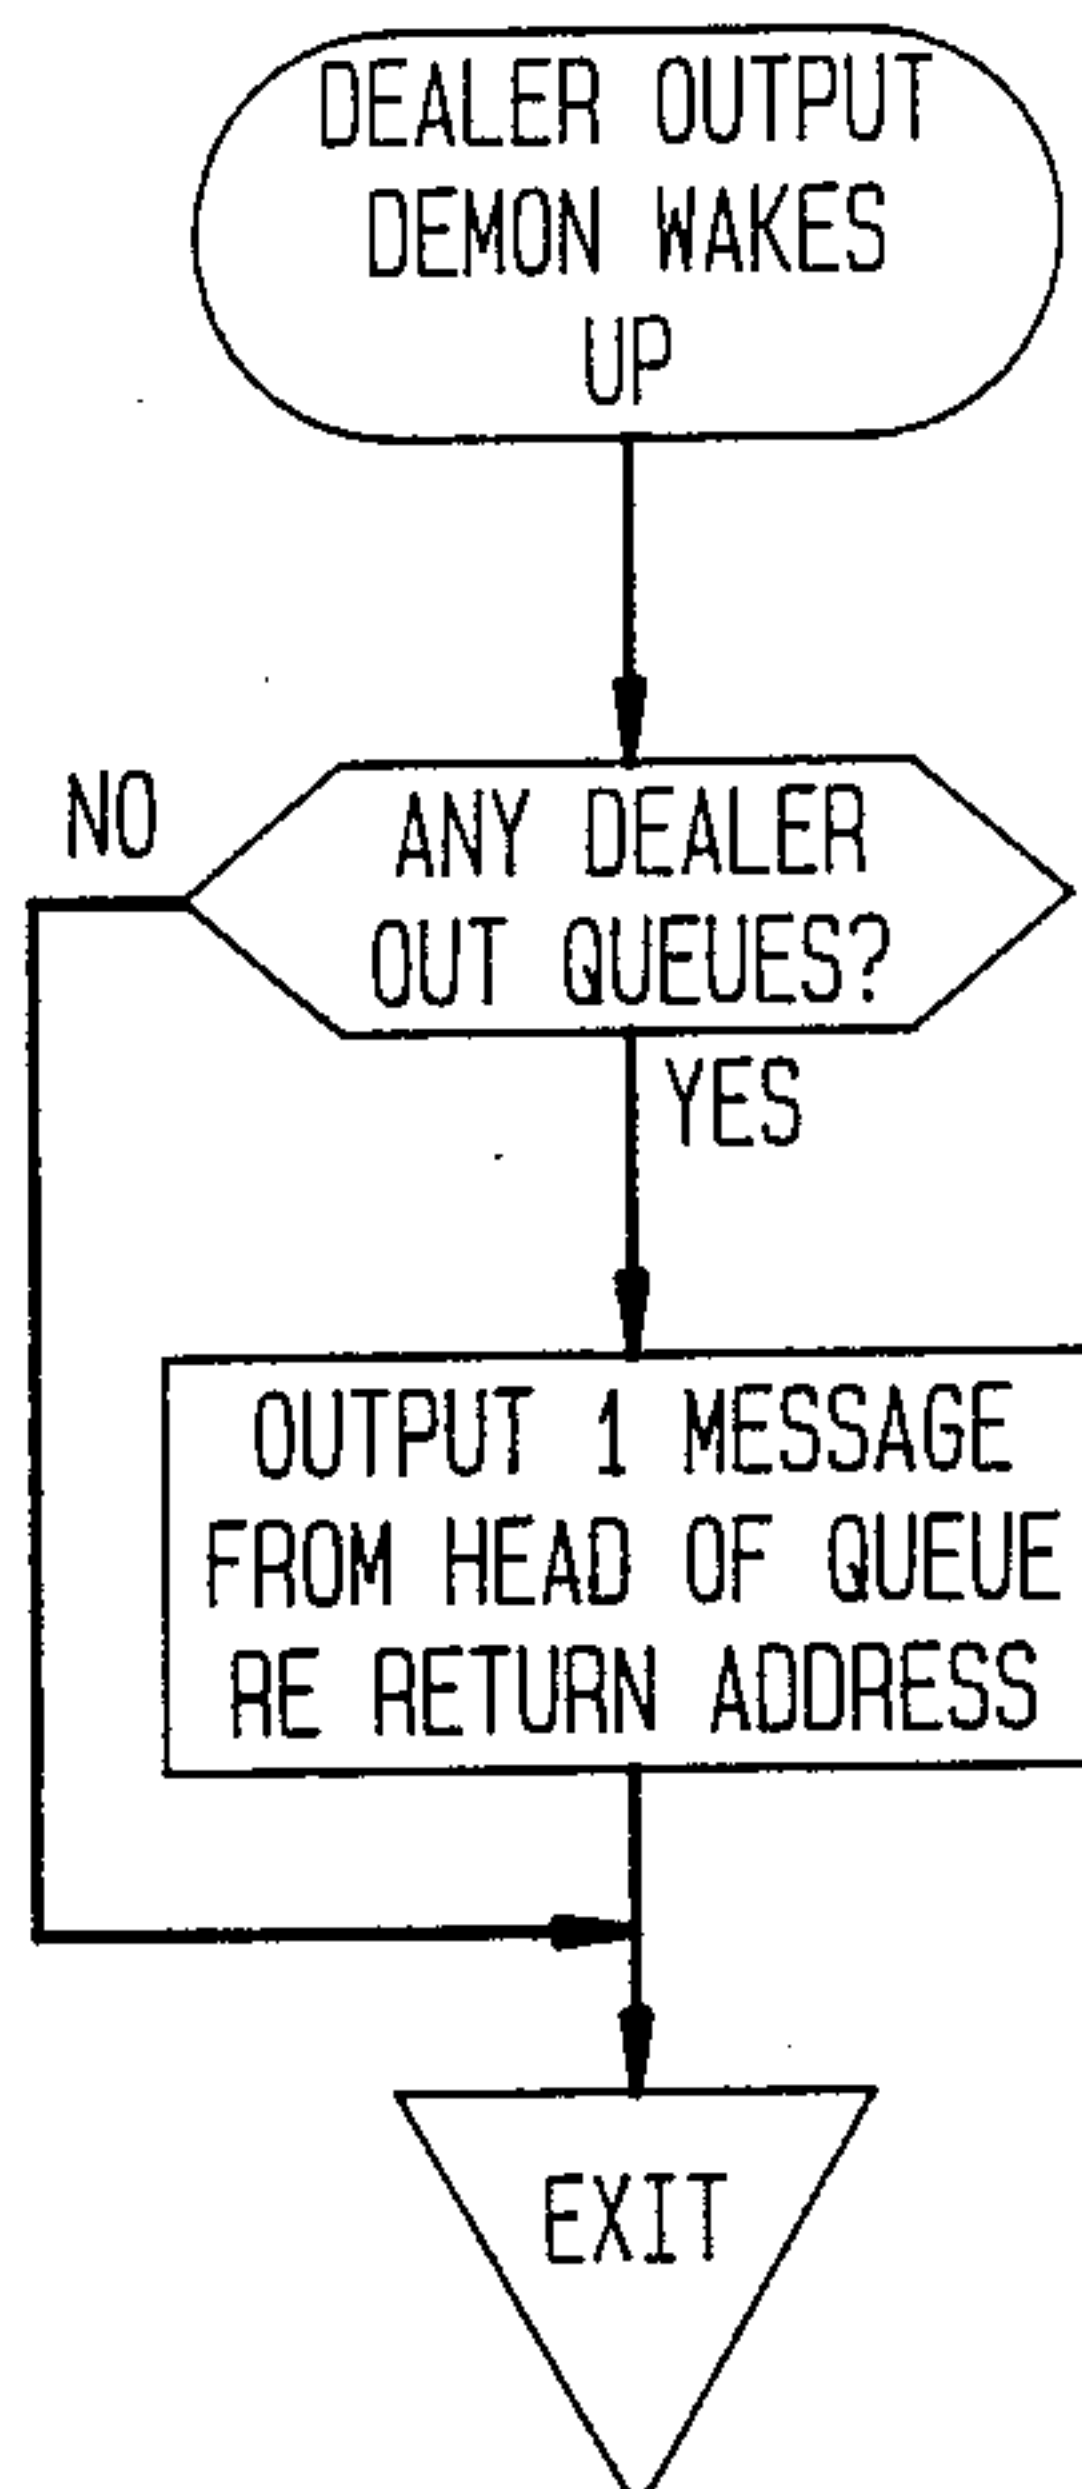 DEALER OUTPUT
DEMON WAKES
UP
NO
ANY DEALER
OUT QUEUES?
YES
OUTPUT 1 MESSAGE
FROM HEAD OF QUEUE
RE RETURN ADDRESS
EXIT